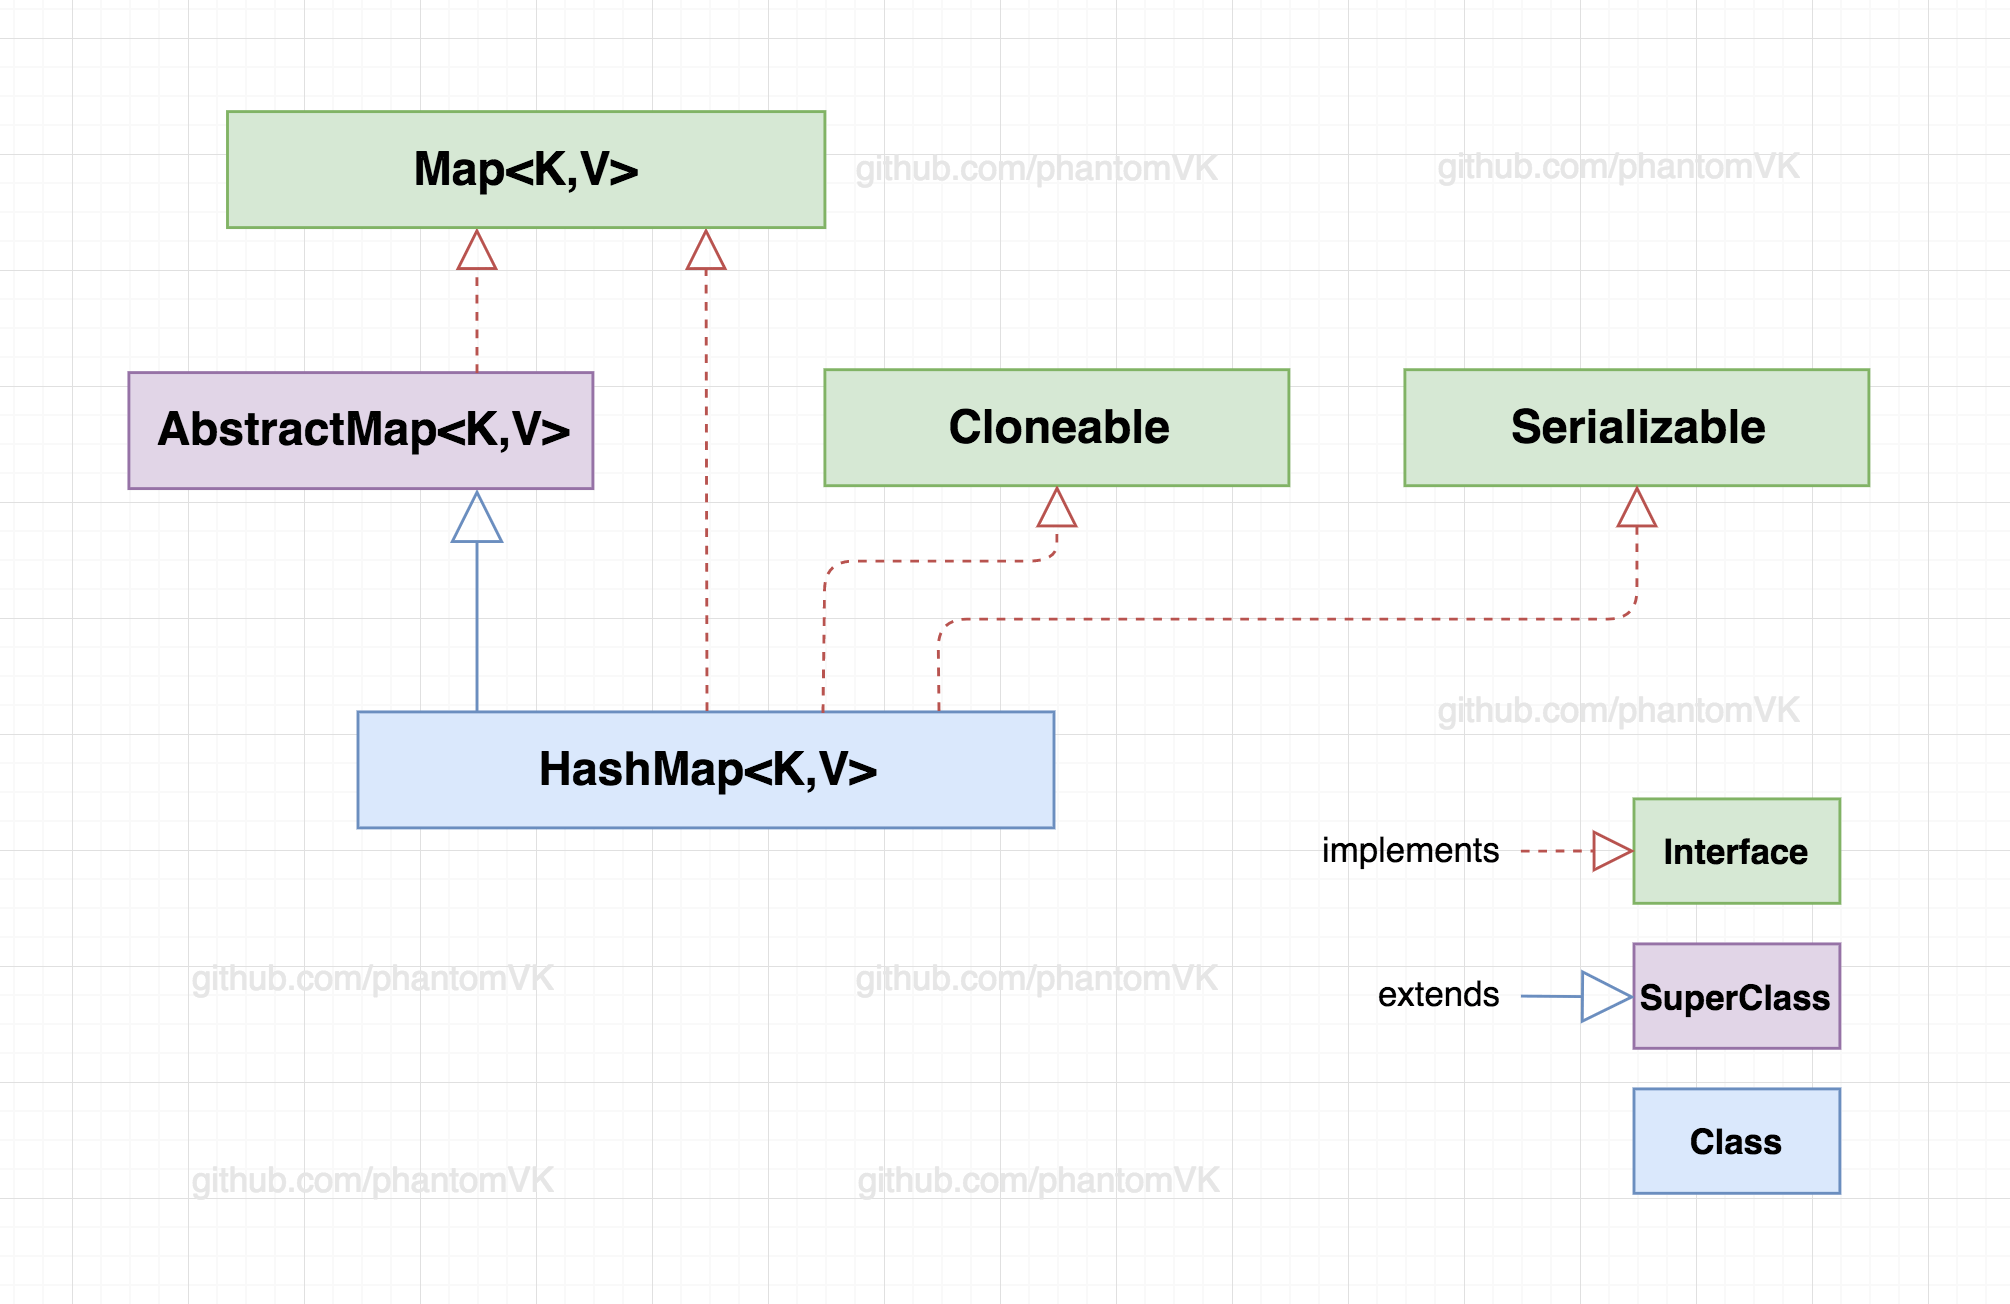 Map<K,V>
github.com/phantomVK
github.com/phantomVK
AbstractMap<K,V>
Cloneable
Serializable
github.com/phantomVK
HashMap<K,V>
implements
Interface
github.com/phantomVK
github.com/phantomVK
extends
SuperClass
Class
github.com/phantomVK
github.com/phantomVK